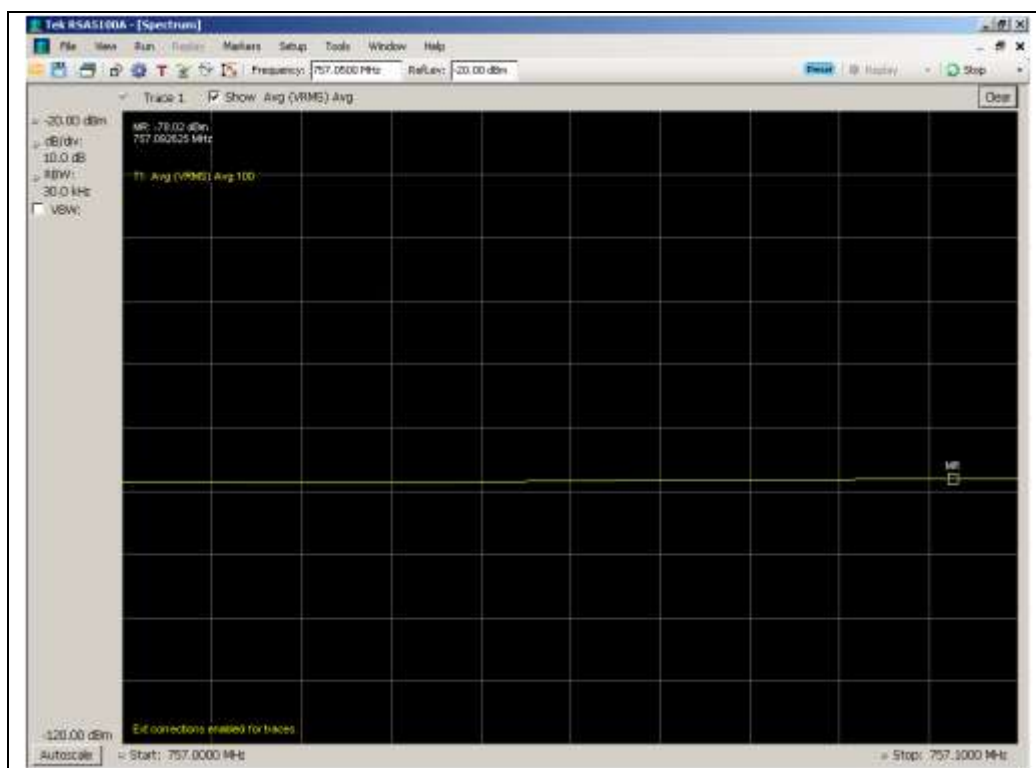 Tek RSA5100A - [Spectrum]
File View Run Replay Markers Setup Tools Window Help
Frequency: 757.0500 MHz RefLev: -20.00 dBm Preset Replay Stop
Trace 1 Show Avg (VRMS) Avg Clear
-20.00 dBm
dB/div:
10.0 dB
RBW:
30.0 kHz
VBW:
MR: -78.02 dBm
757.092625 MHz
T1: Avg (VRMS) Avg 100
MR
Ext corrections enabled for traces.
-120.00 dBm
Autoscale Start: 757.0000 MHz Stop: 757.1000 MHz